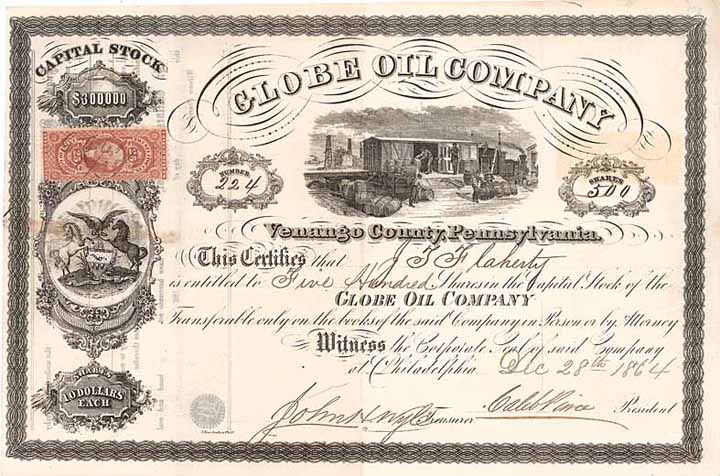 CAPITAL STOCK
$300000
GLOBE OIL COMPANY
NUMBER
224
SHARES
500
Venango County, Pennsylvania.
This Certifies that J T Flaherty
is entitled to Five Hundred Shares in the Capital Stock of the
GLOBE OIL COMPANY
Transferable only on the books of the said Company in Person or by Attorney
Witness the Corporate Seal of said Company
at Philadelphia Dec 28th 1864
SHARES
10 DOLLARS
EACH
Treasurer
President